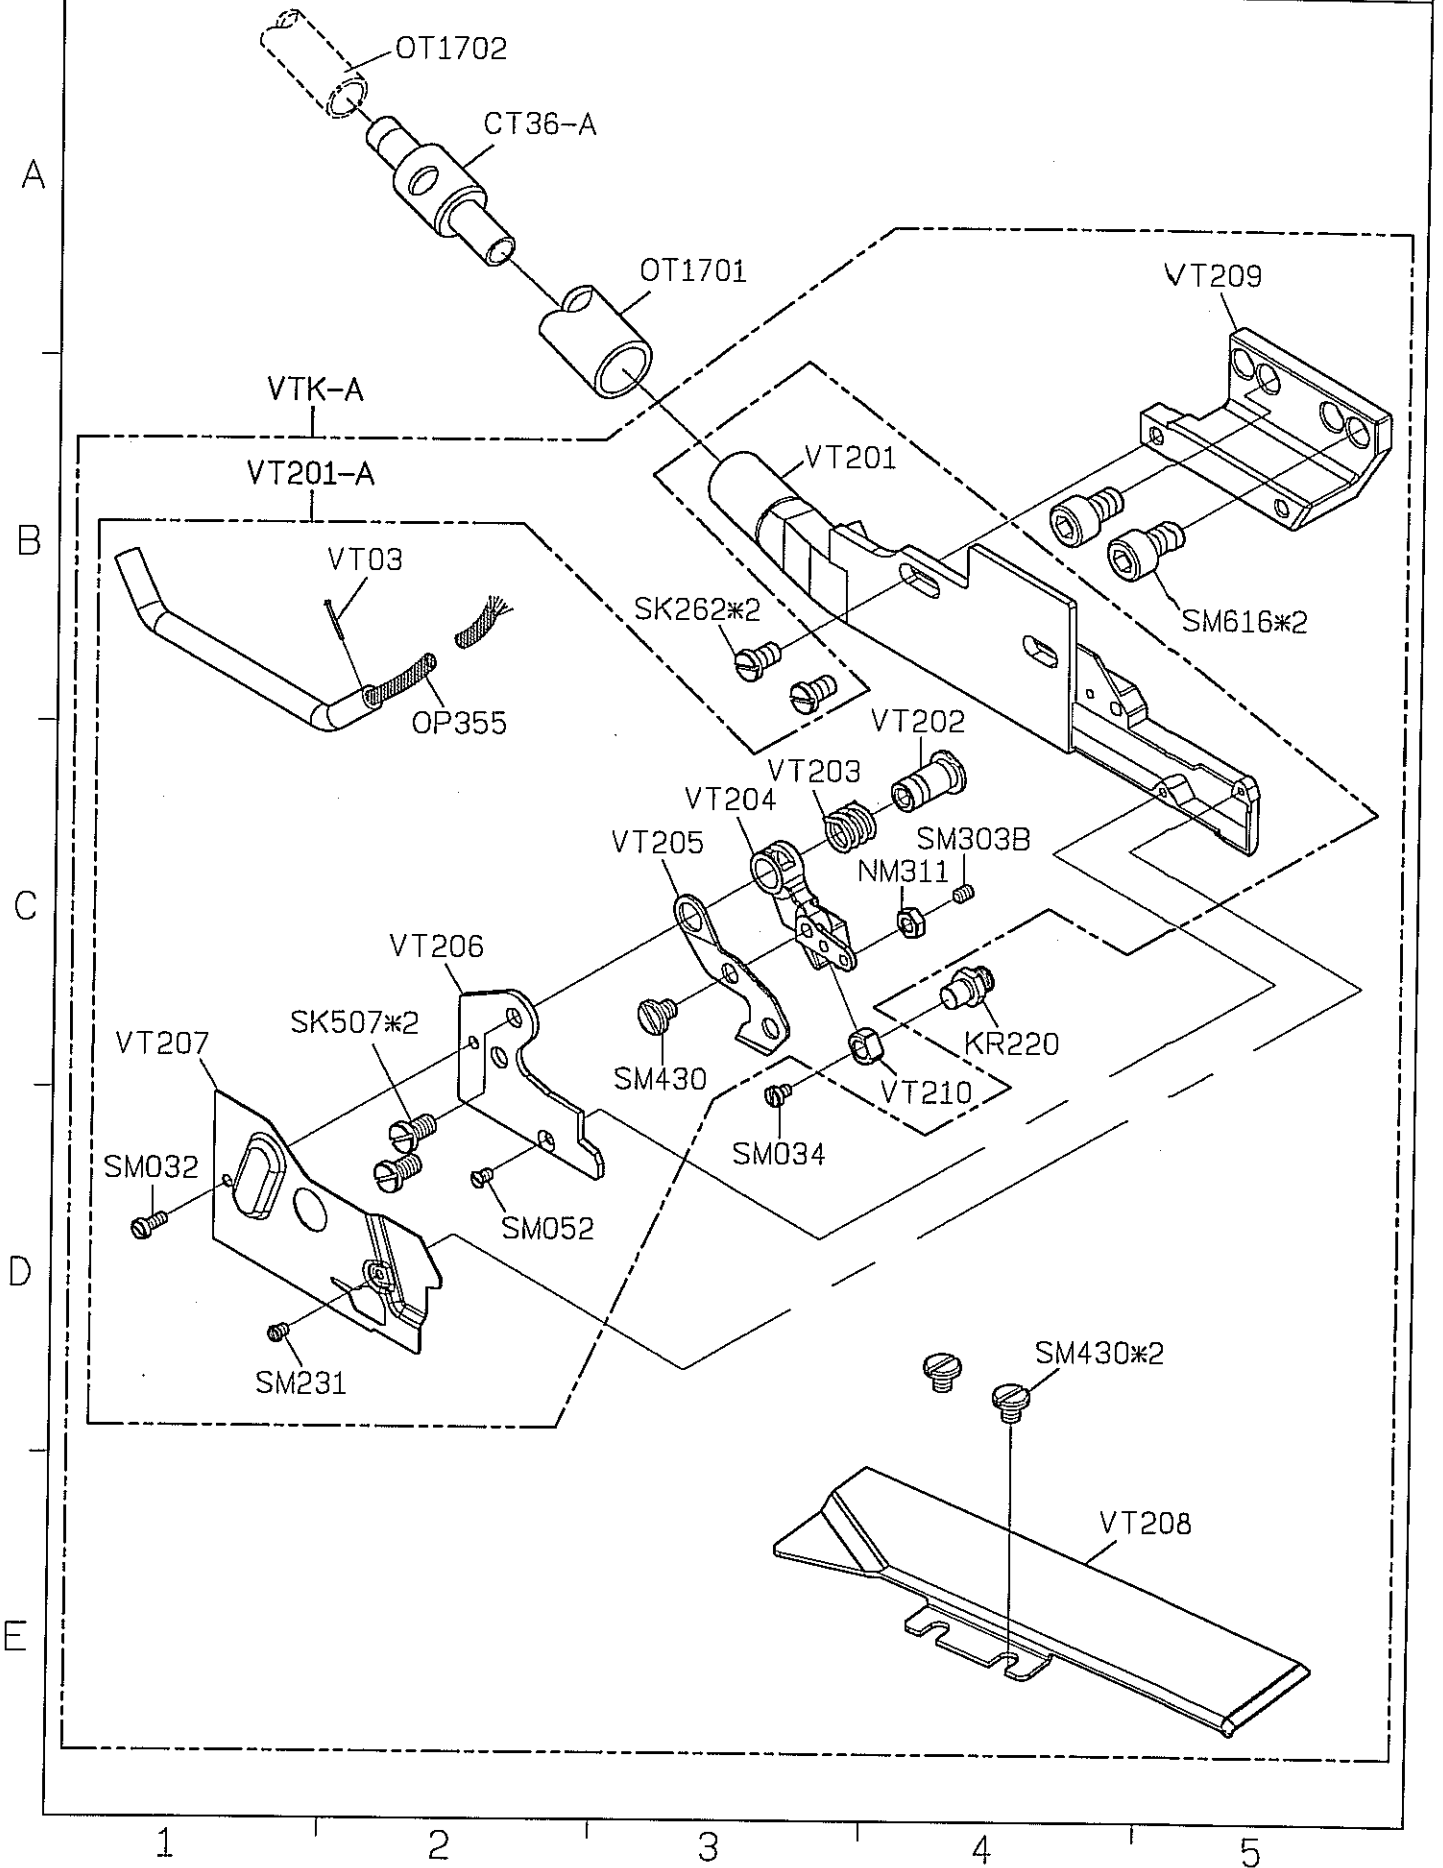 OT1702
CT36-A
A
OT1701
VT209
VTK-A
VT201
VT201-A
B
VT03
SK262*2
SM616*2
OP355
VT202
VT203
VT204
SM303B
VT205
NM311
C
VT206
SK507*2
VT207
KR220
SM430
VT210
SM034
SM032
SM052
D
SM231
SM430*2
VT208
E
1 2 3 4 5